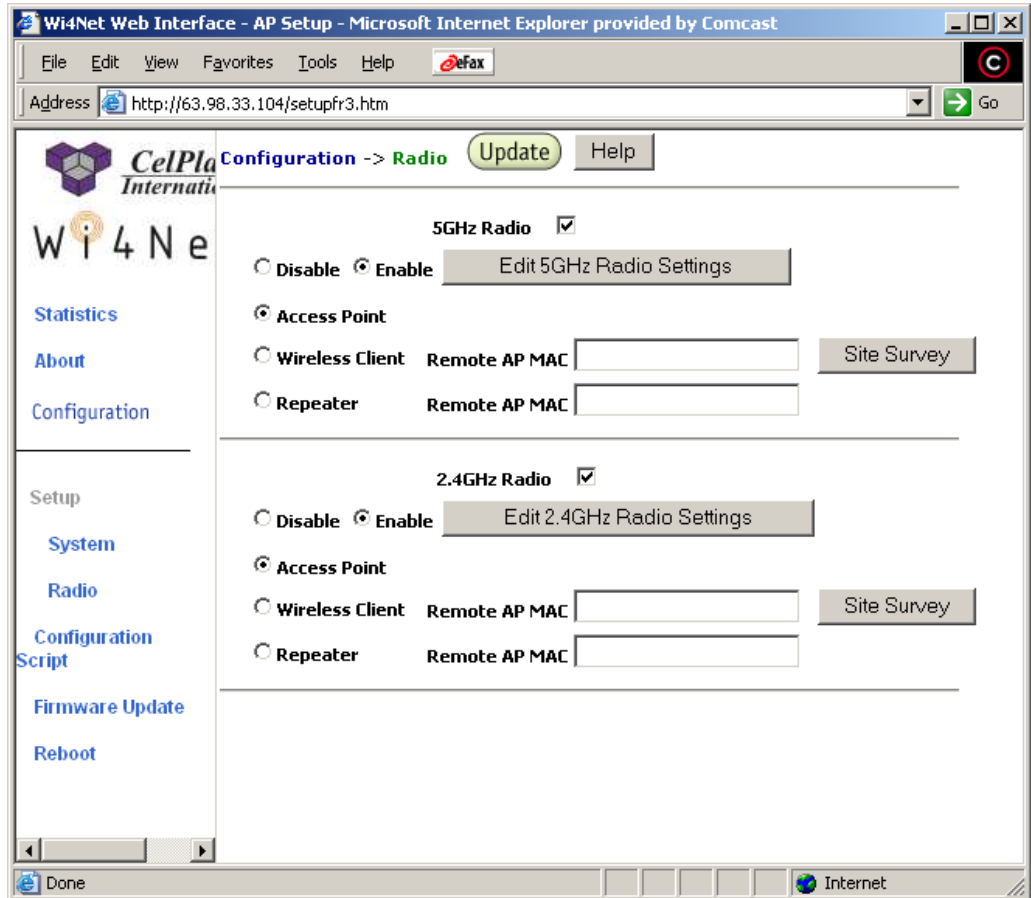 Wi4Net Web Interface - AP Setup - Microsoft Internet Explorer provided by Comcast
File Edit View Favorites Tools Help eFax
Address http://63.98.33.104/setupfr3.htm Go
CelPla
Internati
Wi4Ne
Statistics
About
Configuration
Setup
System
Radio
Configuration
Script
Firmware Update
Reboot
Configuration -> Radio Update Help
5GHz Radio
Disable Enable Edit 5GHz Radio Settings
Access Point
Wireless Client Remote AP MAC Site Survey
Repeater Remote AP MAC
2.4GHz Radio
Disable Enable Edit 2.4GHz Radio Settings
Access Point
Wireless Client Remote AP MAC Site Survey
Repeater Remote AP MAC
Done Internet